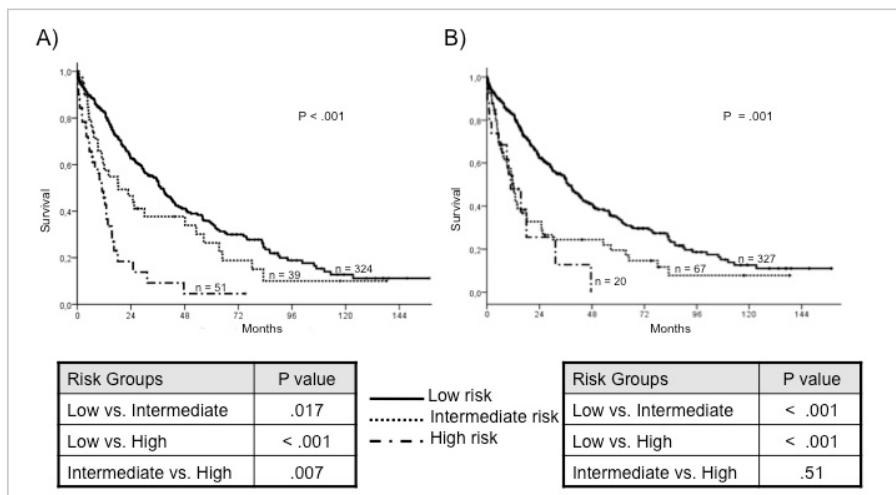 A)
B)
1,0
0,8
0,6
0,4
0,2
0,0
Survival
P < .001
n = 324
n = 39
n = 51
0 24 48 72 96 120 144
Months
1,0
0,8
0,6
0,4
0,2
0,0
Survival
P = .001
n = 327
n = 67
n = 20
0 24 48 72 96 120 144
Months
Risk Groups P value
Low vs. Intermediate .017
Low vs. High < .001
Intermediate vs. High .007
Low risk
Intermediate risk
High risk
Risk Groups P value
Low vs. Intermediate < .001
Low vs. High < .001
Intermediate vs. High .51